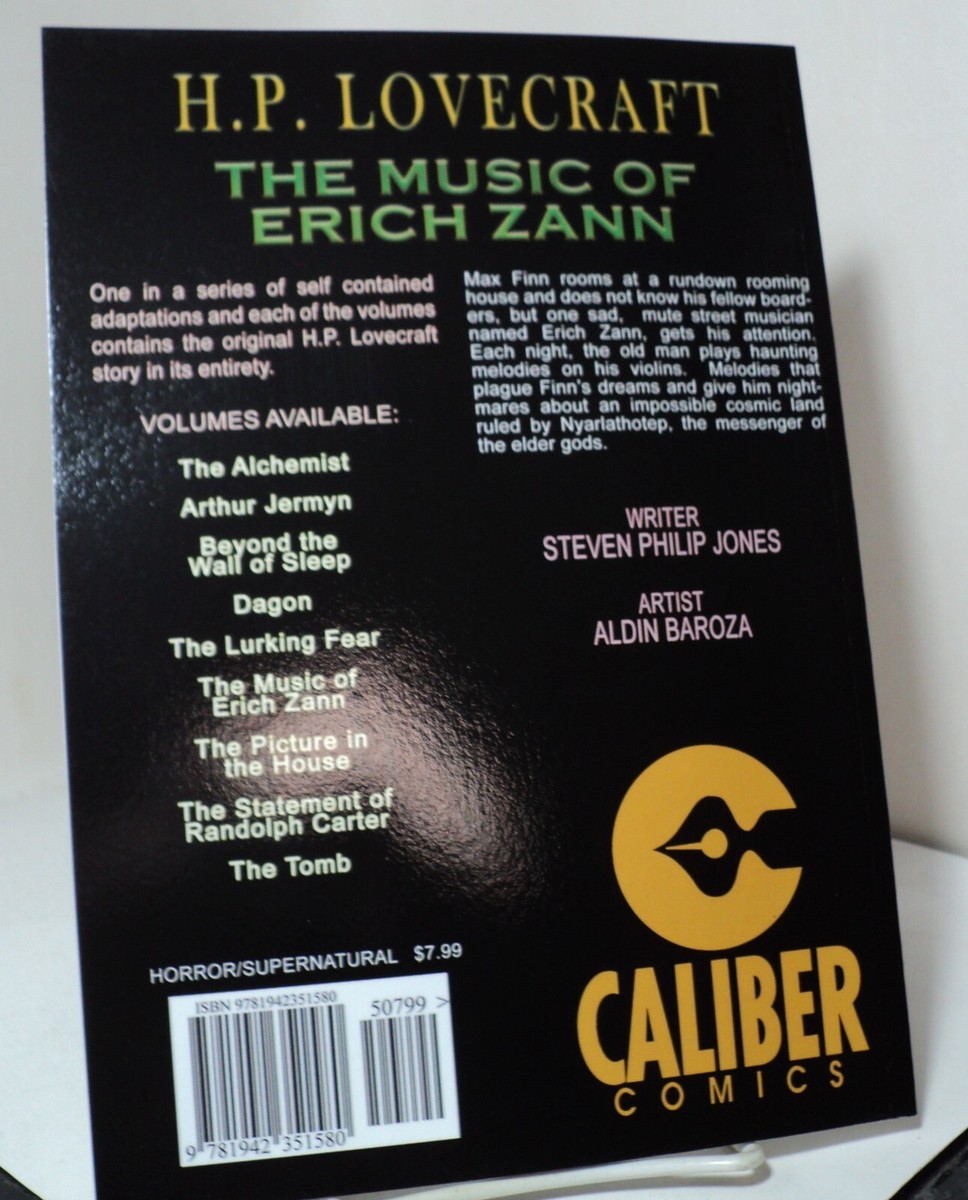 H.P. LOVECRAFT
THE MUSIC OF
ERICH ZANN
One in a series of self contained
adaptations and each of the volumes
contains the original H.P. Lovecraft
story in its entirety.
VOLUMES AVAILABLE:
The Alchemist
Arthur Jermyn
Beyond the
Wall of Sleep
Dagon
The Lurking Fear
The Music of
Erich Zann
The Picture in
the House
The Statement of
Randolph Carter
The Tomb
Max Finn rooms at a rundown rooming
house and does not know his fellow board-
ers, but one sad, mute street musician
named Erich Zann, gets his attention.
Each night, the old man plays haunting
melodies on his violins. Melodies that
plague Finn's dreams and give him night-
mares about an impossible cosmic land
ruled by Nyarlathotep, the messenger of
the elder gods.
WRITER
STEVEN PHILIP JONES
ARTIST
ALDIN BAROZA
HORROR/SUPERNATURAL $7.99
ISBN 9781942351580
50799 >
9 781942 351580
CALIBER
COMICS